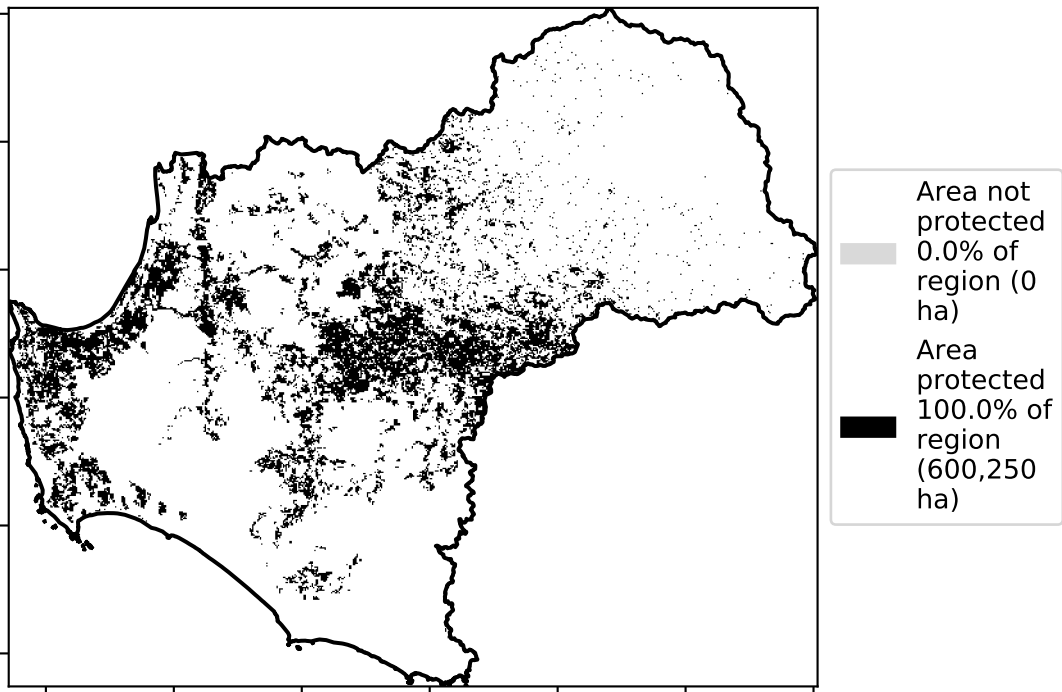 Area not
protected
0.0% of
region (0
ha)
Area
protected
100.0% of
region
(600,250
ha)